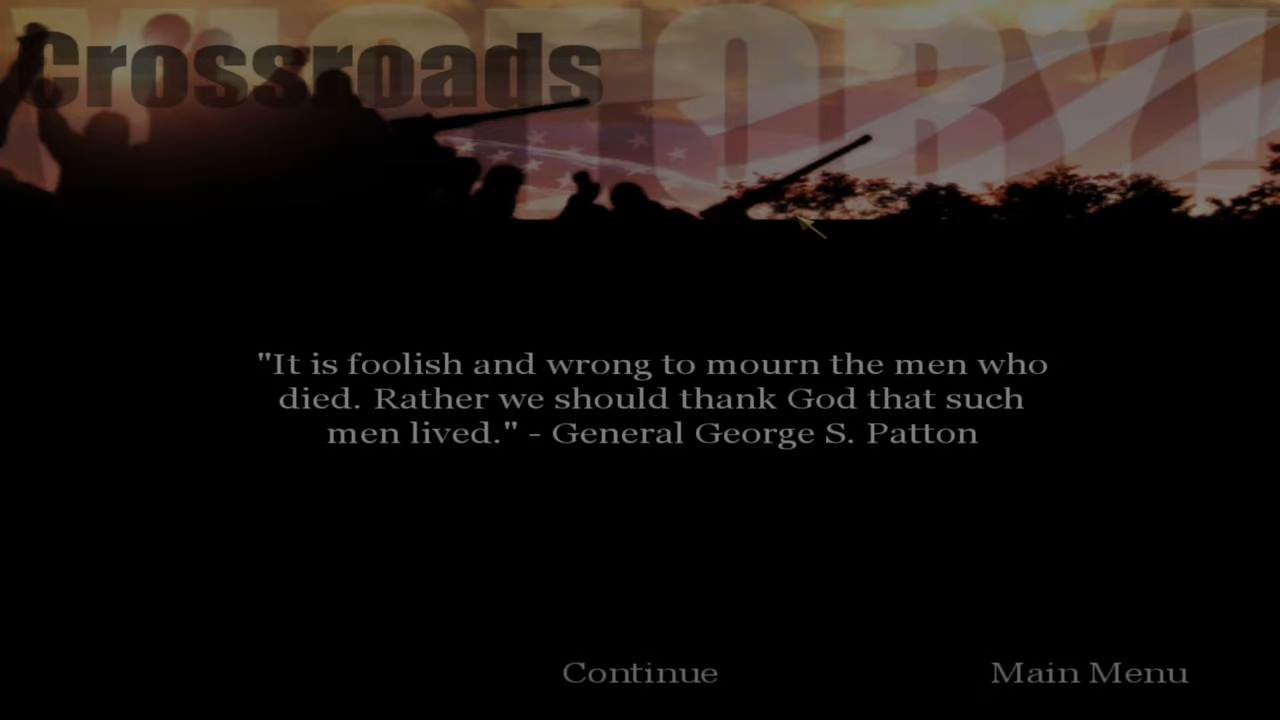 VICTORY!
Crossroads
"It is foolish and wrong to mourn the men who
died. Rather we should thank God that such
men lived." - General George S. Patton
Continue
Main Menu